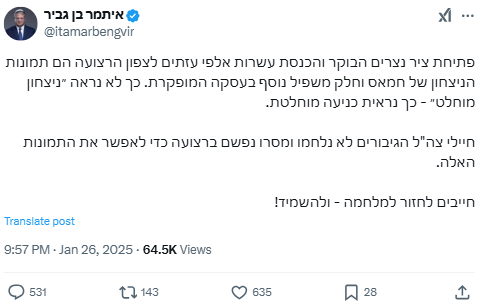 איתמר בן גביר
@itamarbengvir
פתיחת ציר נצרים הבוקר והכנסת עשרות אלפי עזתים לצפון הרצועה הם תמונות
הניצחון של חמאס וחלק משפיל נוסף בעסקה המופקרת. כך לא נראה ״ניצחון
מוחלט״ - כך נראית כניעה מוחלטת.
חיילי צה"ל הגיבורים לא נלחמו ומסרו נפשם ברצועה כדי לאפשר את התמונות
האלה.
חייבים לחזור למלחמה - ולהשמיד!
Translate post
9:57 PM · Jan 26, 2025 · 64.5K Views
531 143 635 28